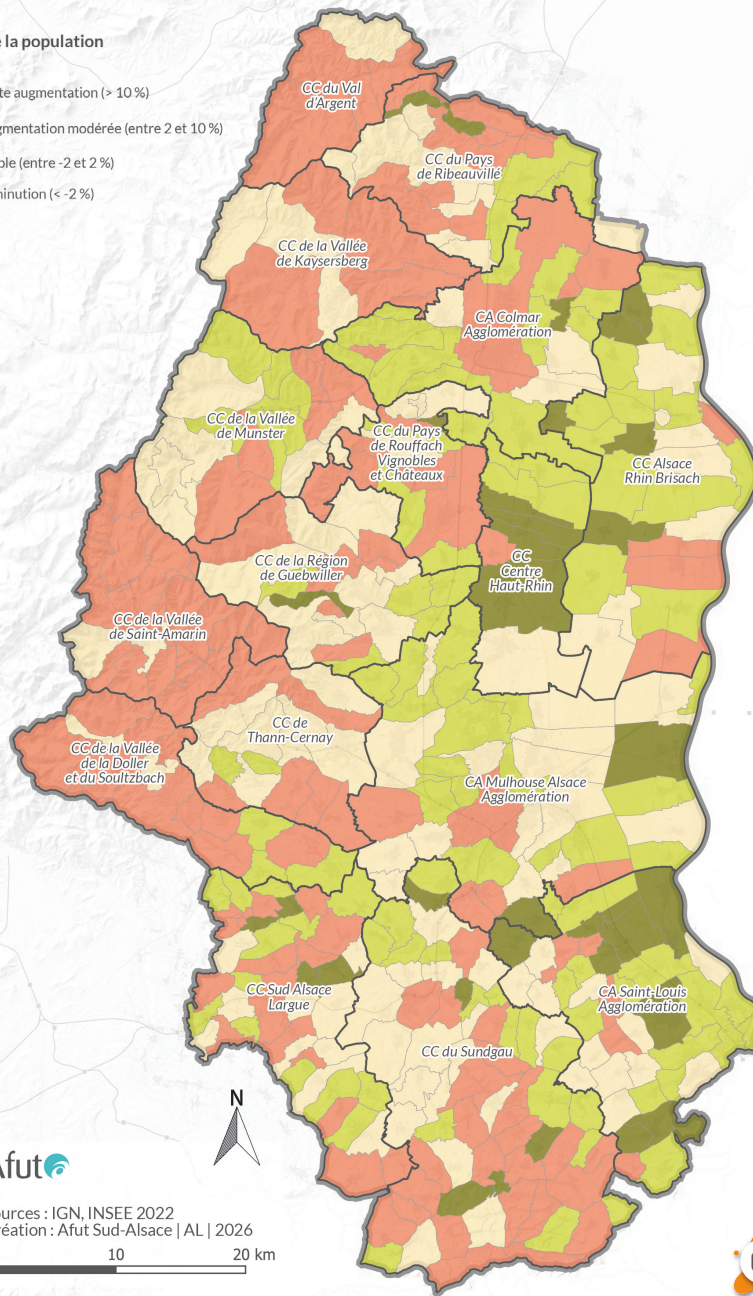 la population
te augmentation (> 10 %)
gmentation modérée (entre 2 et 10 %)
ble (entre -2 et 2 %)
minution (< -2 %)
CC du Val
d'Argent
CC du Pays
de Ribeauvillé
CC de la Vallée
de Kaysersberg
CA Colmar
Agglomération
CC de la Vallée
de Munster
CC du Pays
de Rouffach
Vignobles
et Châteaux
CC Alsace
Rhin Brisach
CC de la Région
de Guebwiller
CC
Centre
Haut-Rhin
CC de la Vallée
de Saint-Amarin
CC de
Thann-Cernay
CC de la Vallée
de la Doller
et du Soultzbach
CA Mulhouse Alsace
Agglomération
CC Sud Alsace
Largue
CA Saint-Louis
Agglomération
CC du Sundgau
N
Afut
urces : IGN, INSEE 2022
éation : Afut Sud-Alsace | AL | 2026
10
20 km